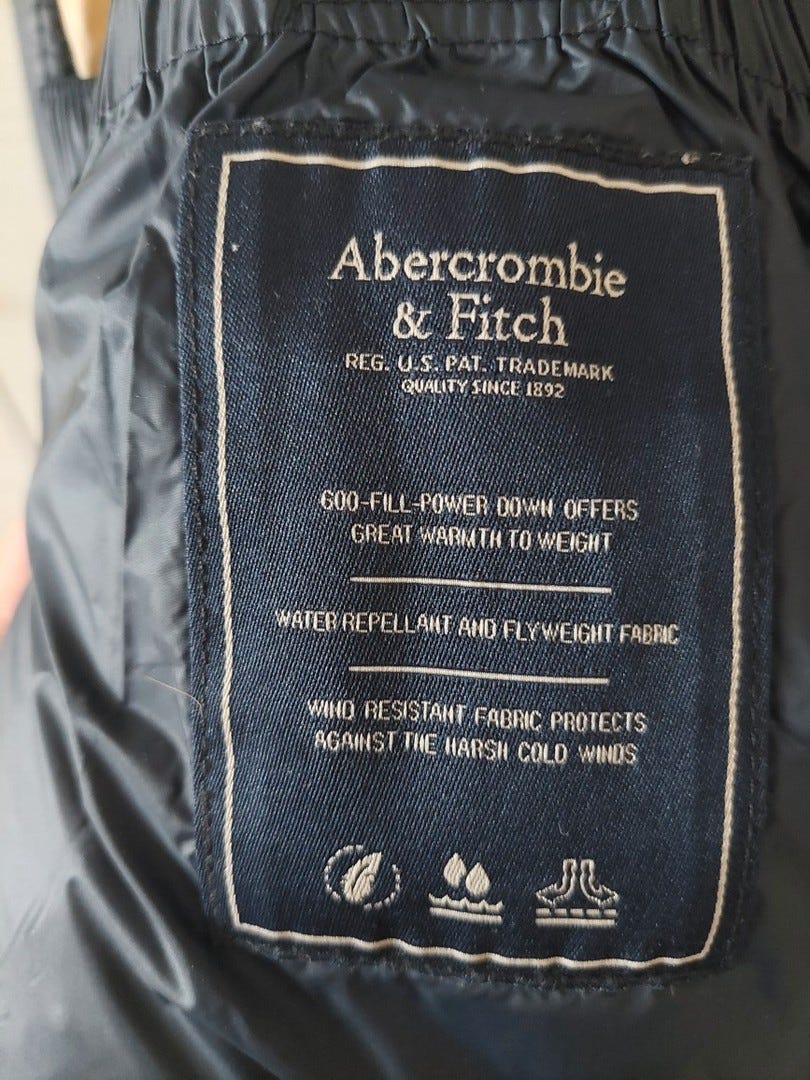 Abercrombie
& Fitch
REG. U.S. PAT. TRADEMARK
QUALITY SINCE 1892
600-FILL-POWER DOWN OFFERS
GREAT WARMTH TO WEIGHT
WATER REPELLANT AND FLYWEIGHT FABRIC
WIND RESISTANT FABRIC PROTECTS
AGAINST THE HARSH COLD WINDS